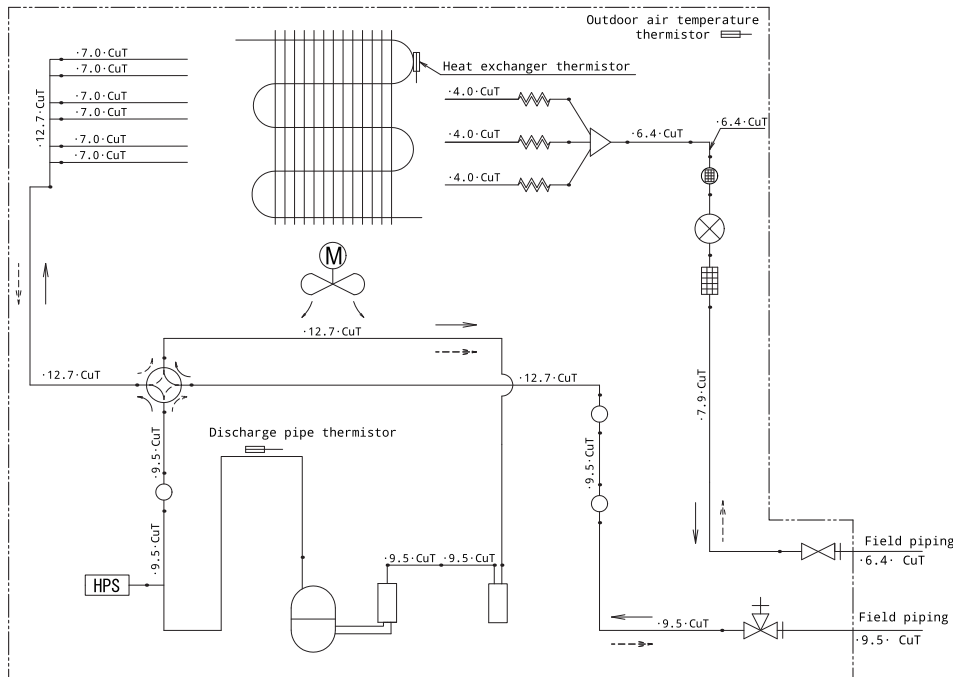 Outdoor air temperature
thermistor
·7.0·CuT
·7.0·CuT
·12.7·CuT
·7.0·CuT
·7.0·CuT
·7.0·CuT
·7.0·CuT
Heat exchanger thermistor
·4.0·CuT
·4.0·CuT
·4.0·CuT
·6.4·CuT
·6.4·CuT
M
·12.7·CuT
·12.7·CuT
·12.7·CuT
·7.9·CuT
Discharge pipe thermistor
·9.5·CuT
·9.5·CuT
·9.5·CuT
·9.5·CuT
·9.5·CuT
HPS
Field piping
·6.4· CuT
·9.5·CuT
Field piping
·9.5· CuT